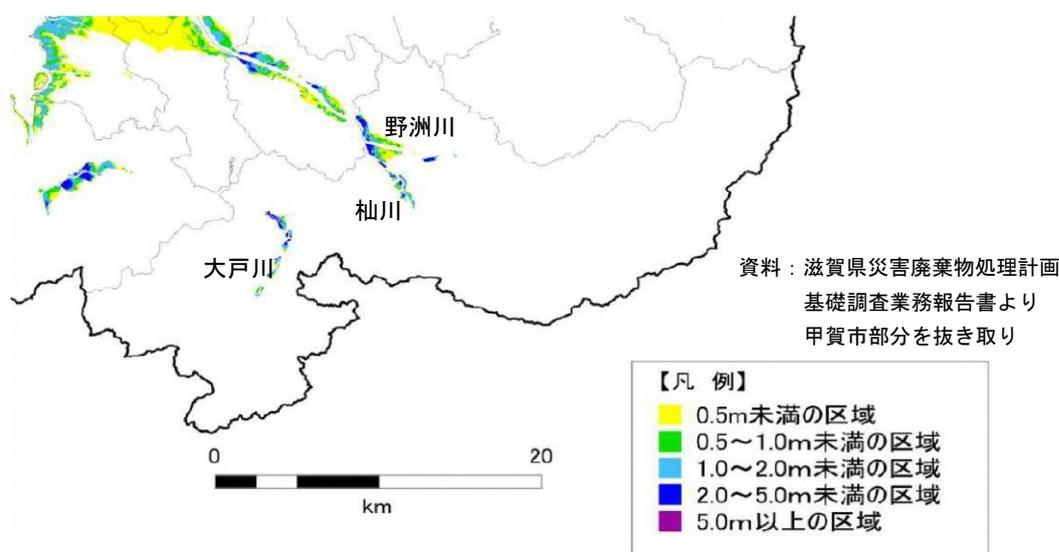 野洲川
杣川
大戸川
資料：滋賀県災害廃棄物処理計画
基礎調査業務報告書より
甲賀市部分を抜き取り
【凡 例】
0.5m未満の区域
0.5～1.0m未満の区域
1.0～2.0m未満の区域
2.0～5.0m未満の区域
5.0m以上の区域
0 20
km